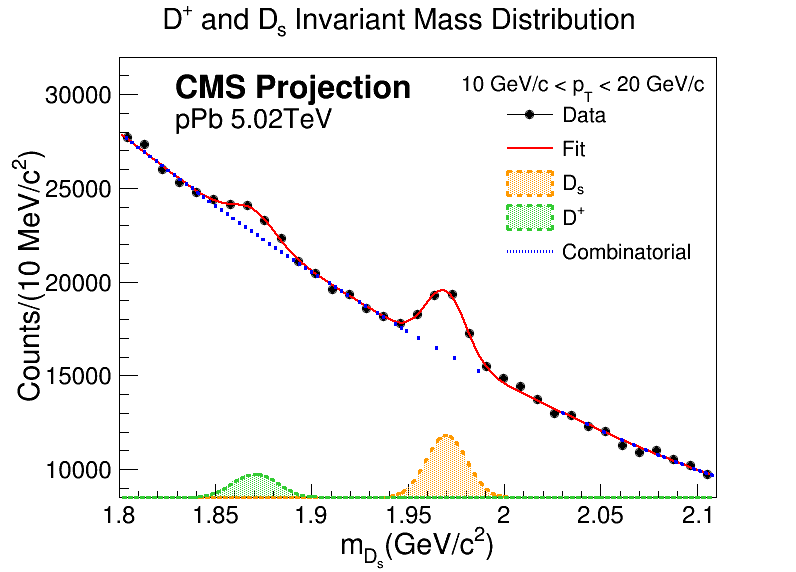 D⁺ and Dₛ Invariant Mass Distribution
CMS Projection
pPb 5.02TeV
10 GeV/c < p_T < 20 GeV/c
Data
Fit
Dₛ
D⁺
Combinatorial
Counts/(10 MeV/c²)
30000
25000
20000
15000
10000
1.8 1.85 1.9 1.95 2 2.05 2.1
m_Dₛ(GeV/c²)